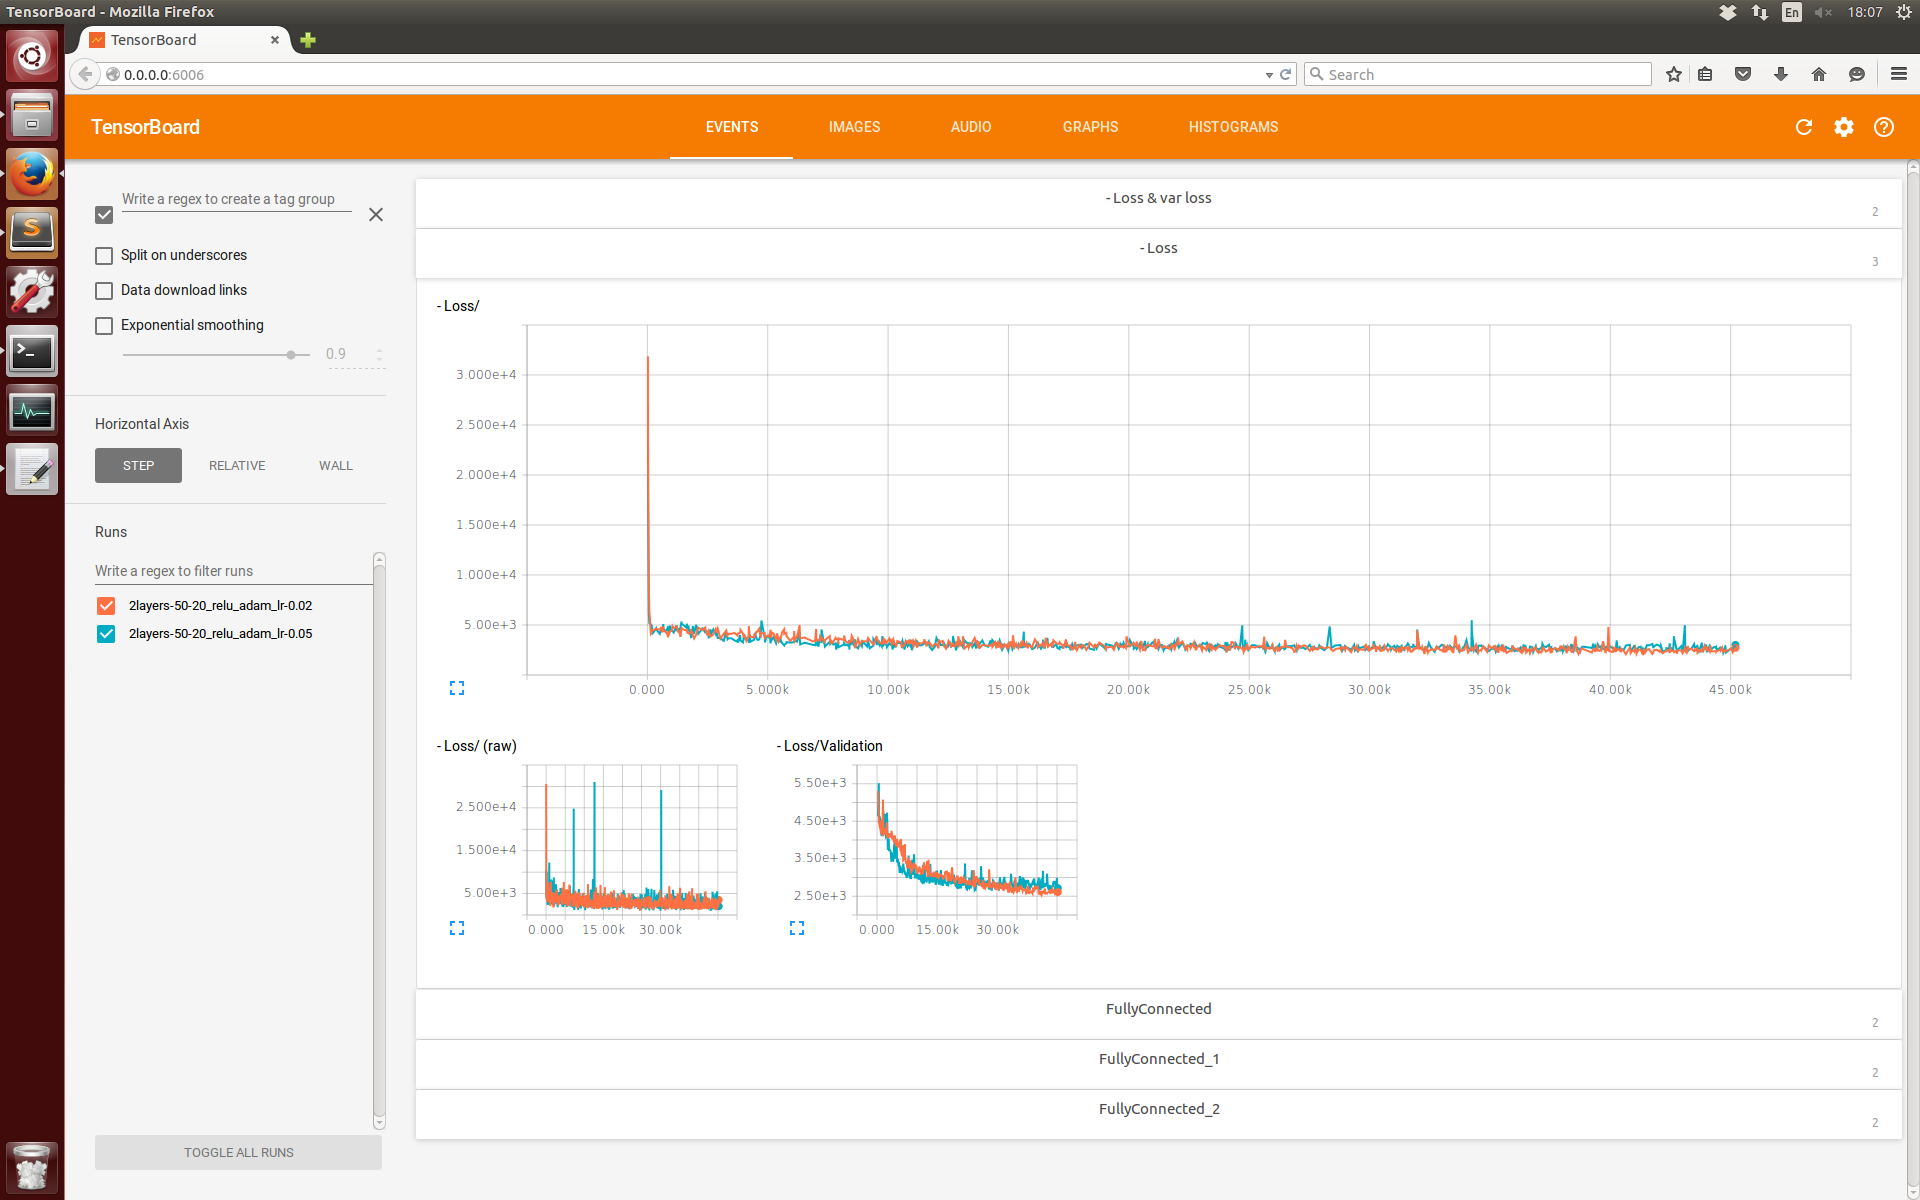 TensorBoard - Mozilla Firefox
En
18:07
TensorBoard
0.0.0.0:6006
Search
TensorBoard
EVENTS
IMAGES
AUDIO
GRAPHS
HISTOGRAMS
Write a regex to create a tag group
Split on underscores
Data download links
Exponential smoothing
0.9
Horizontal Axis
STEP
RELATIVE
WALL
Runs
Write a regex to filter runs
2layers-50-20_relu_adam_lr-0.02
2layers-50-20_relu_adam_lr-0.05
TOGGLE ALL RUNS
- Loss & var loss
2
- Loss
3
- Loss/
3.000e+4
2.500e+4
2.000e+4
1.500e+4
1.000e+4
5.00e+3
0.000
5.000k
10.00k
15.00k
20.00k
25.00k
30.00k
35.00k
40.00k
45.00k
- Loss/ (raw)
2.500e+4
1.500e+4
5.00e+3
0.000
15.00k
30.00k
- Loss/Validation
5.50e+3
4.50e+3
3.50e+3
2.50e+3
0.000
15.00k
30.00k
FullyConnected
2
FullyConnected_1
2
FullyConnected_2
2